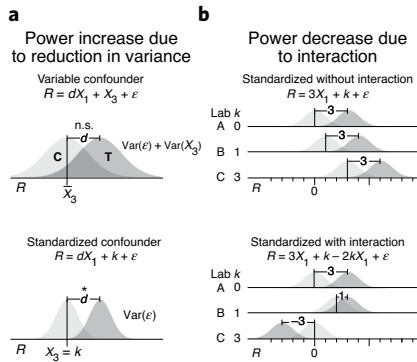 a
Power increase due
to reduction in variance
Variable confounder
R = dX₁ + X₃ + ε
n.s.
d
C
T
Var(ε) + Var(X₃)
R
X̅₃
Standardized confounder
R = dX₁ + k + ε
*
d
Var(ε)
X₃ = k
R
b
Power decrease due
to interaction
Standardized without interaction
R = 3X₁ + k + ε
Lab k
3
A 0
3
B 1
3
C 3
R
0
Standardized with interaction
R = 3X₁ + k – 2kX₁ + ε
Lab k
3
A 0
1
B 1
–3
C 3
R
0